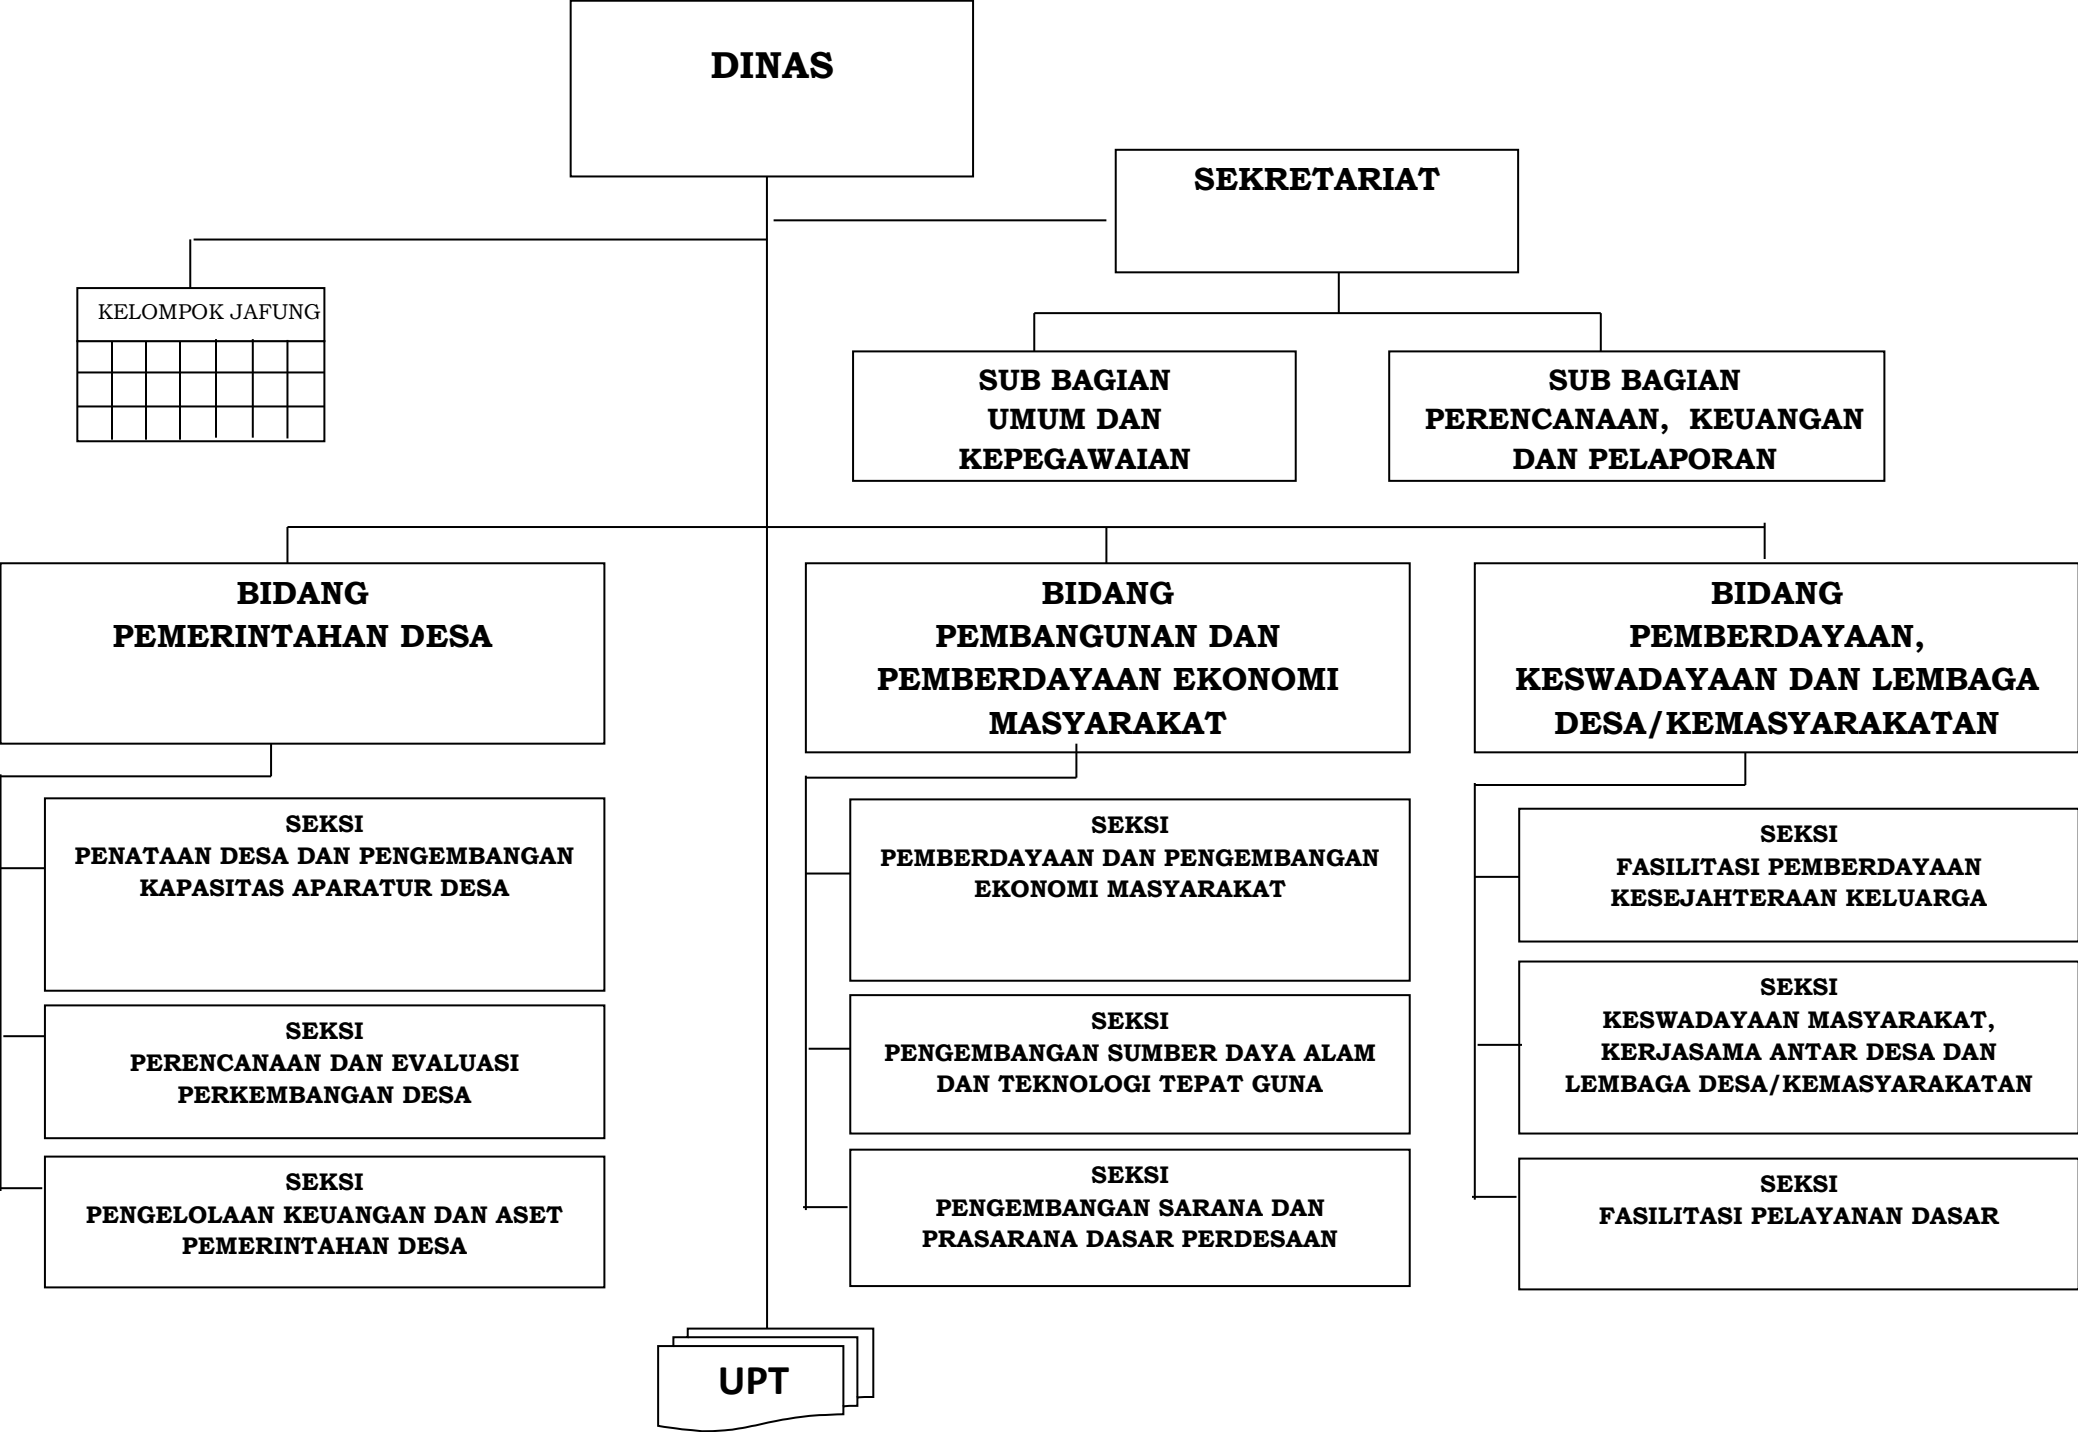 DINAS
SEKRETARIAT
KELOMPOK JAFUNG
SUB BAGIAN
UMUM DAN
KEPEGAWAIAN
SUB BAGIAN
PERENCANAAN, KEUANGAN
DAN PELAPORAN
BIDANG
PEMERINTAHAN DESA
BIDANG
PEMBANGUNAN DAN
PEMBERDAYAAN EKONOMI
MASYARAKAT
BIDANG
PEMBERDAYAAN,
KESWADAYAAN DAN LEMBAGA
DESA/KEMASYARAKATAN
SEKSI
PENATAAN DESA DAN PENGEMBANGAN
KAPASITAS APARATUR DESA
SEKSI
PERENCANAAN DAN EVALUASI
PERKEMBANGAN DESA
SEKSI
PENGELOLAAN KEUANGAN DAN ASET
PEMERINTAHAN DESA
SEKSI
PEMBERDAYAAN DAN PENGEMBANGAN
EKONOMI MASYARAKAT
SEKSI
PENGEMBANGAN SUMBER DAYA ALAM
DAN TEKNOLOGI TEPAT GUNA
SEKSI
PENGEMBANGAN SARANA DAN
PRASARANA DASAR PERDESAAN
SEKSI
FASILITASI PEMBERDAYAAN
KESEJAHTERAAN KELUARGA
SEKSI
KESWADAYAAN MASYARAKAT,
KERJASAMA ANTAR DESA DAN
LEMBAGA DESA/KEMASYARAKATAN
SEKSI
FASILITASI PELAYANAN DASAR
UPT